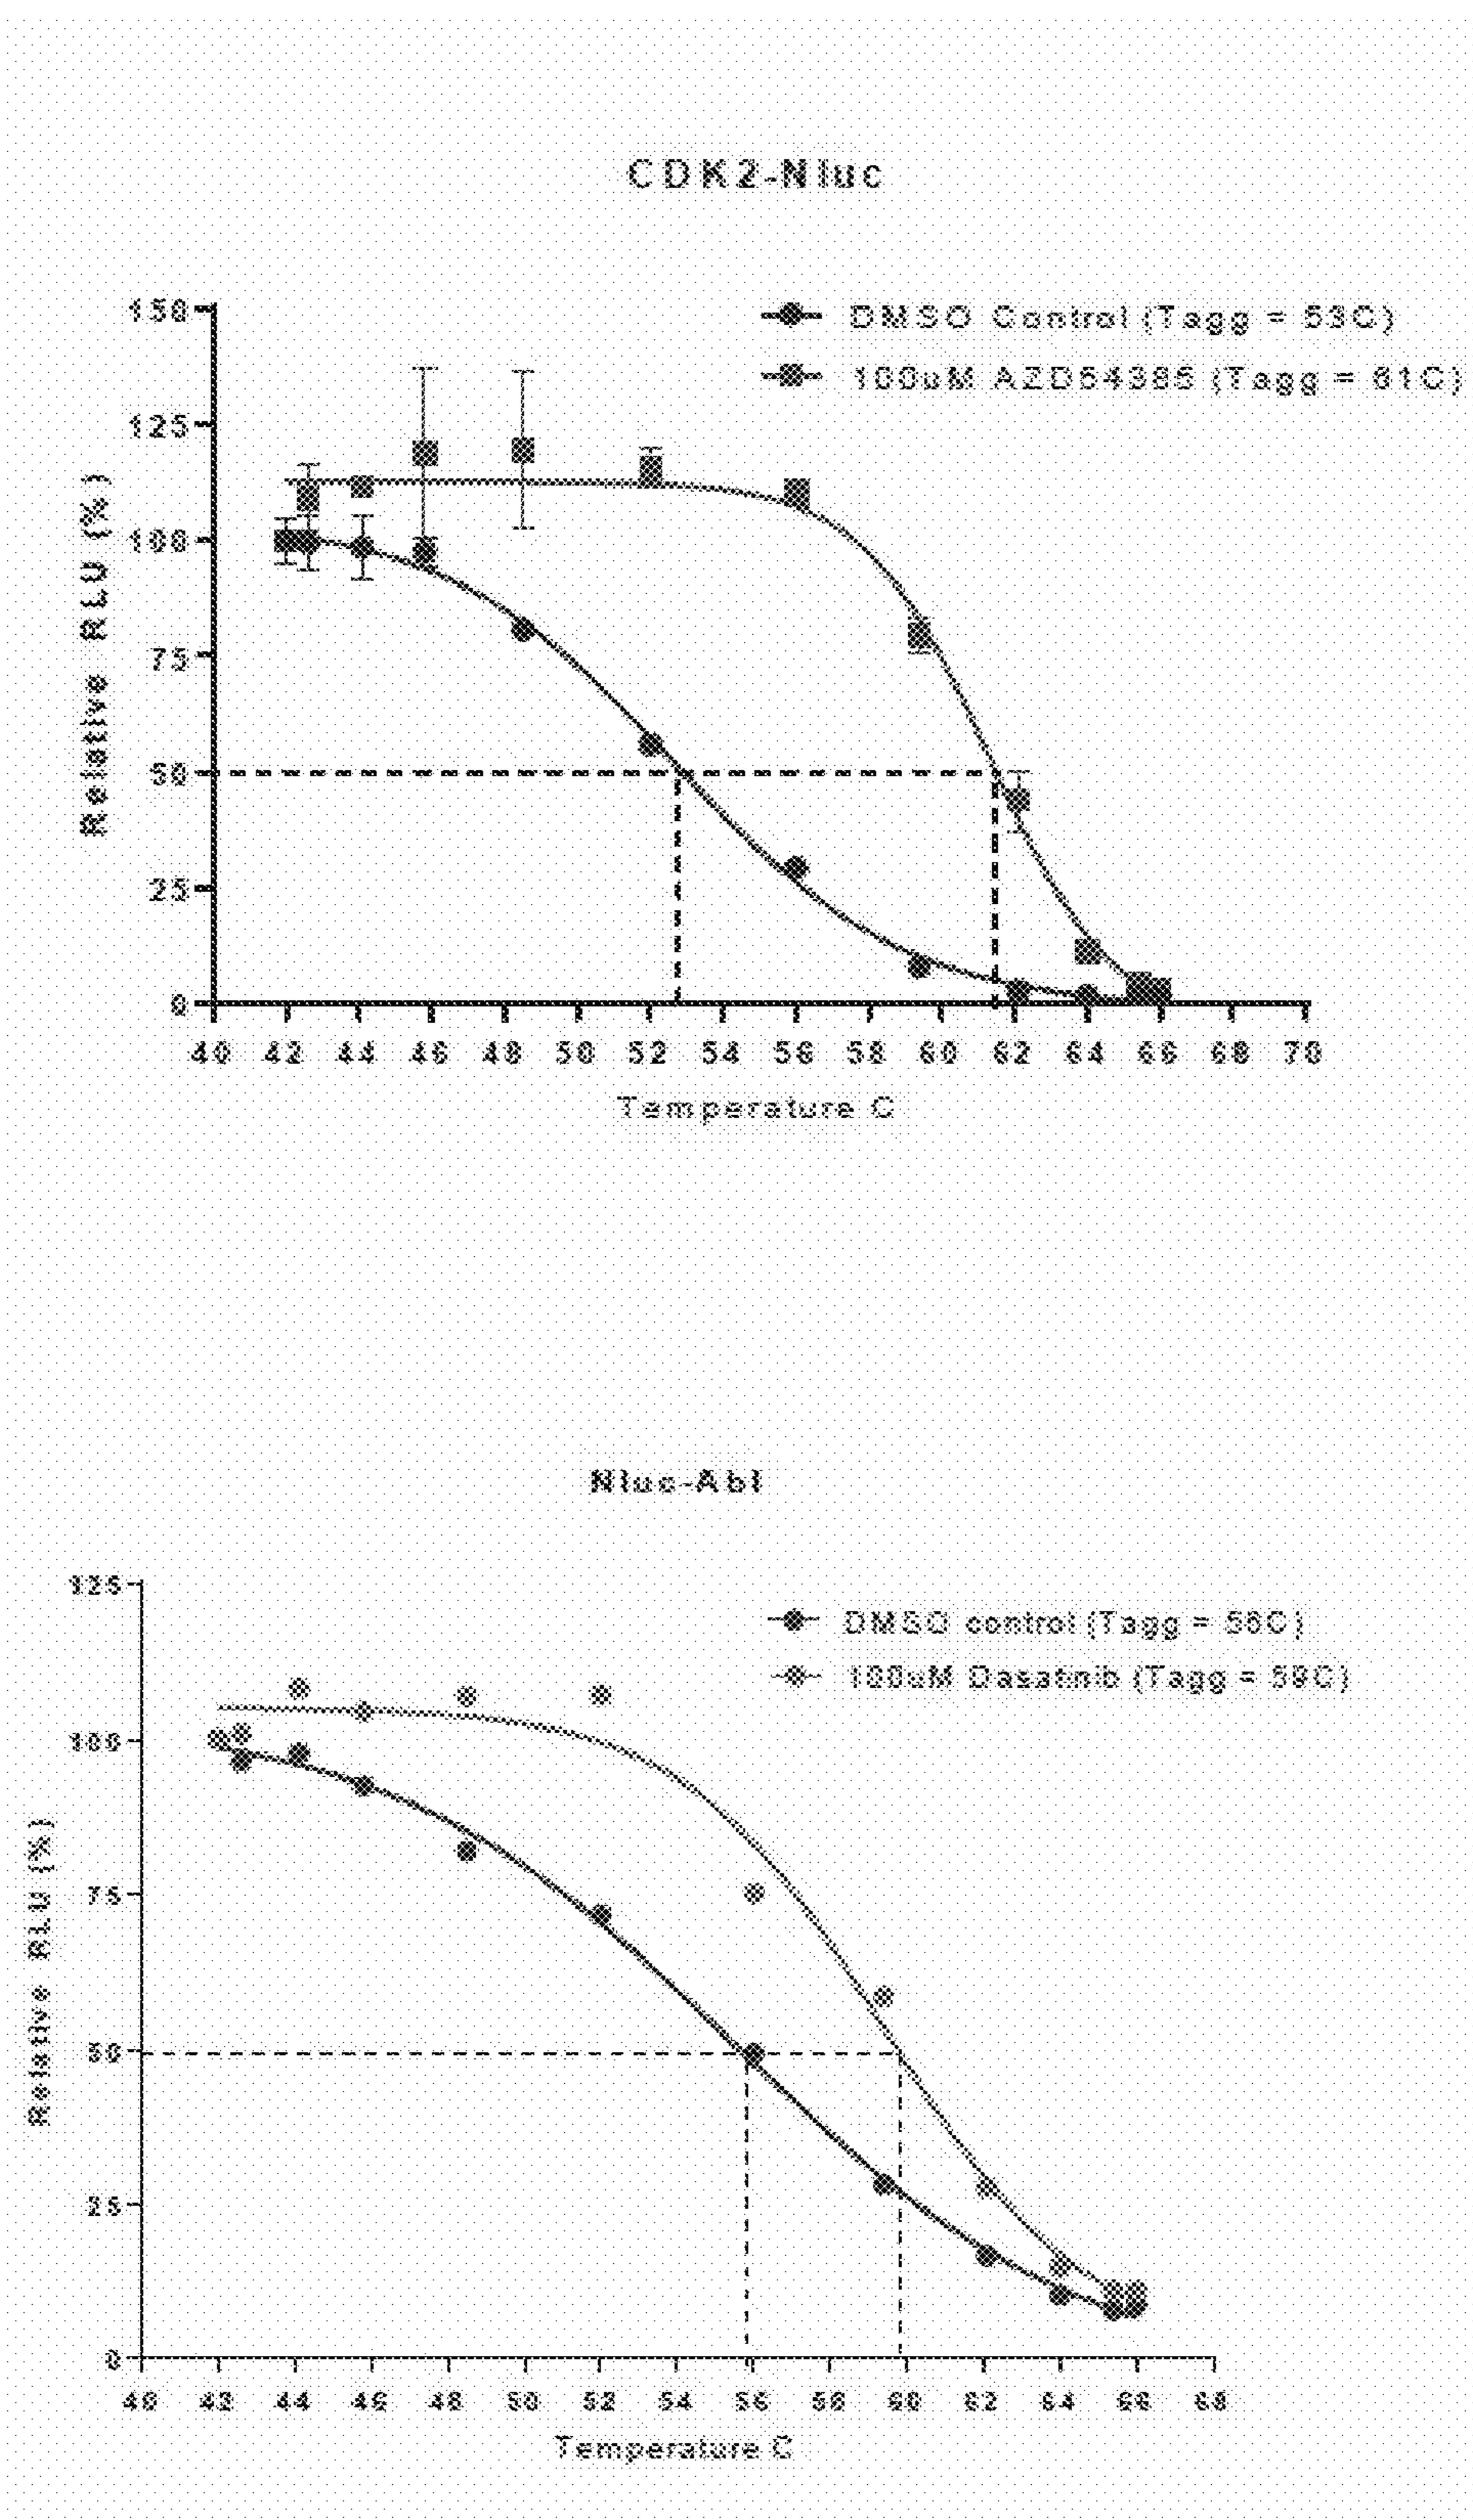 CDK2-Nluc
DMSO Control (Tagg = 53C)
100uM AZD54385 (Tagg = 61C)
150
125
100
75
50
25
0
Relative RLU (%)
40 42 44 46 48 50 52 54 56 58 60 62 64 66 68 70
Temperature C
Nluc-Abl
DMSO control (Tagg = 56C)
100uM Dasatinib (Tagg = 59C)
125
100
75
50
25
0
Relative RLU (%)
40 42 44 46 48 50 52 54 56 58 60 62 64 66 68
Temperature C